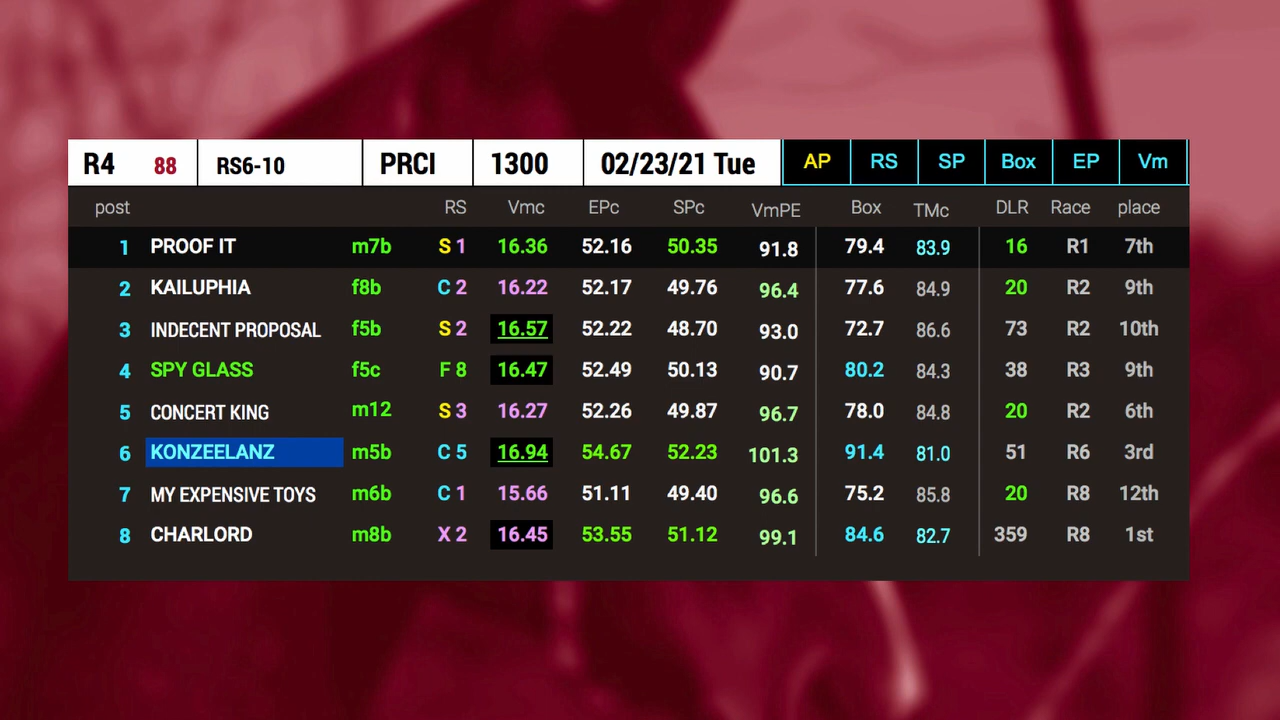 R4 88 RS6-10 PRCI 1300 02/23/21 Tue AP RS SP Box EP Vm
post RS Vmc EPc SPc VmPE Box TMc DLR Race place
1 PROOF IT m7b S 1 16.36 52.16 50.35 91.8 79.4 83.9 16 R1 7th
2 KAILUPHIA f8b C 2 16.22 52.17 49.76 96.4 77.6 84.9 20 R2 9th
3 INDECENT PROPOSAL f5b S 2 16.57 52.22 48.70 93.0 72.7 86.6 73 R2 10th
4 SPY GLASS f5c F 8 16.47 52.49 50.13 90.7 80.2 84.3 38 R3 9th
5 CONCERT KING m12 S 3 16.27 52.26 49.87 96.7 78.0 84.8 20 R2 6th
6 KONZEELANZ m5b C 5 16.94 54.67 52.23 101.3 91.4 81.0 51 R6 3rd
7 MY EXPENSIVE TOYS m6b C 1 15.66 51.11 49.40 96.6 75.2 85.8 20 R8 12th
8 CHARLORD m8b X 2 16.45 53.55 51.12 99.1 84.6 82.7 359 R8 1st